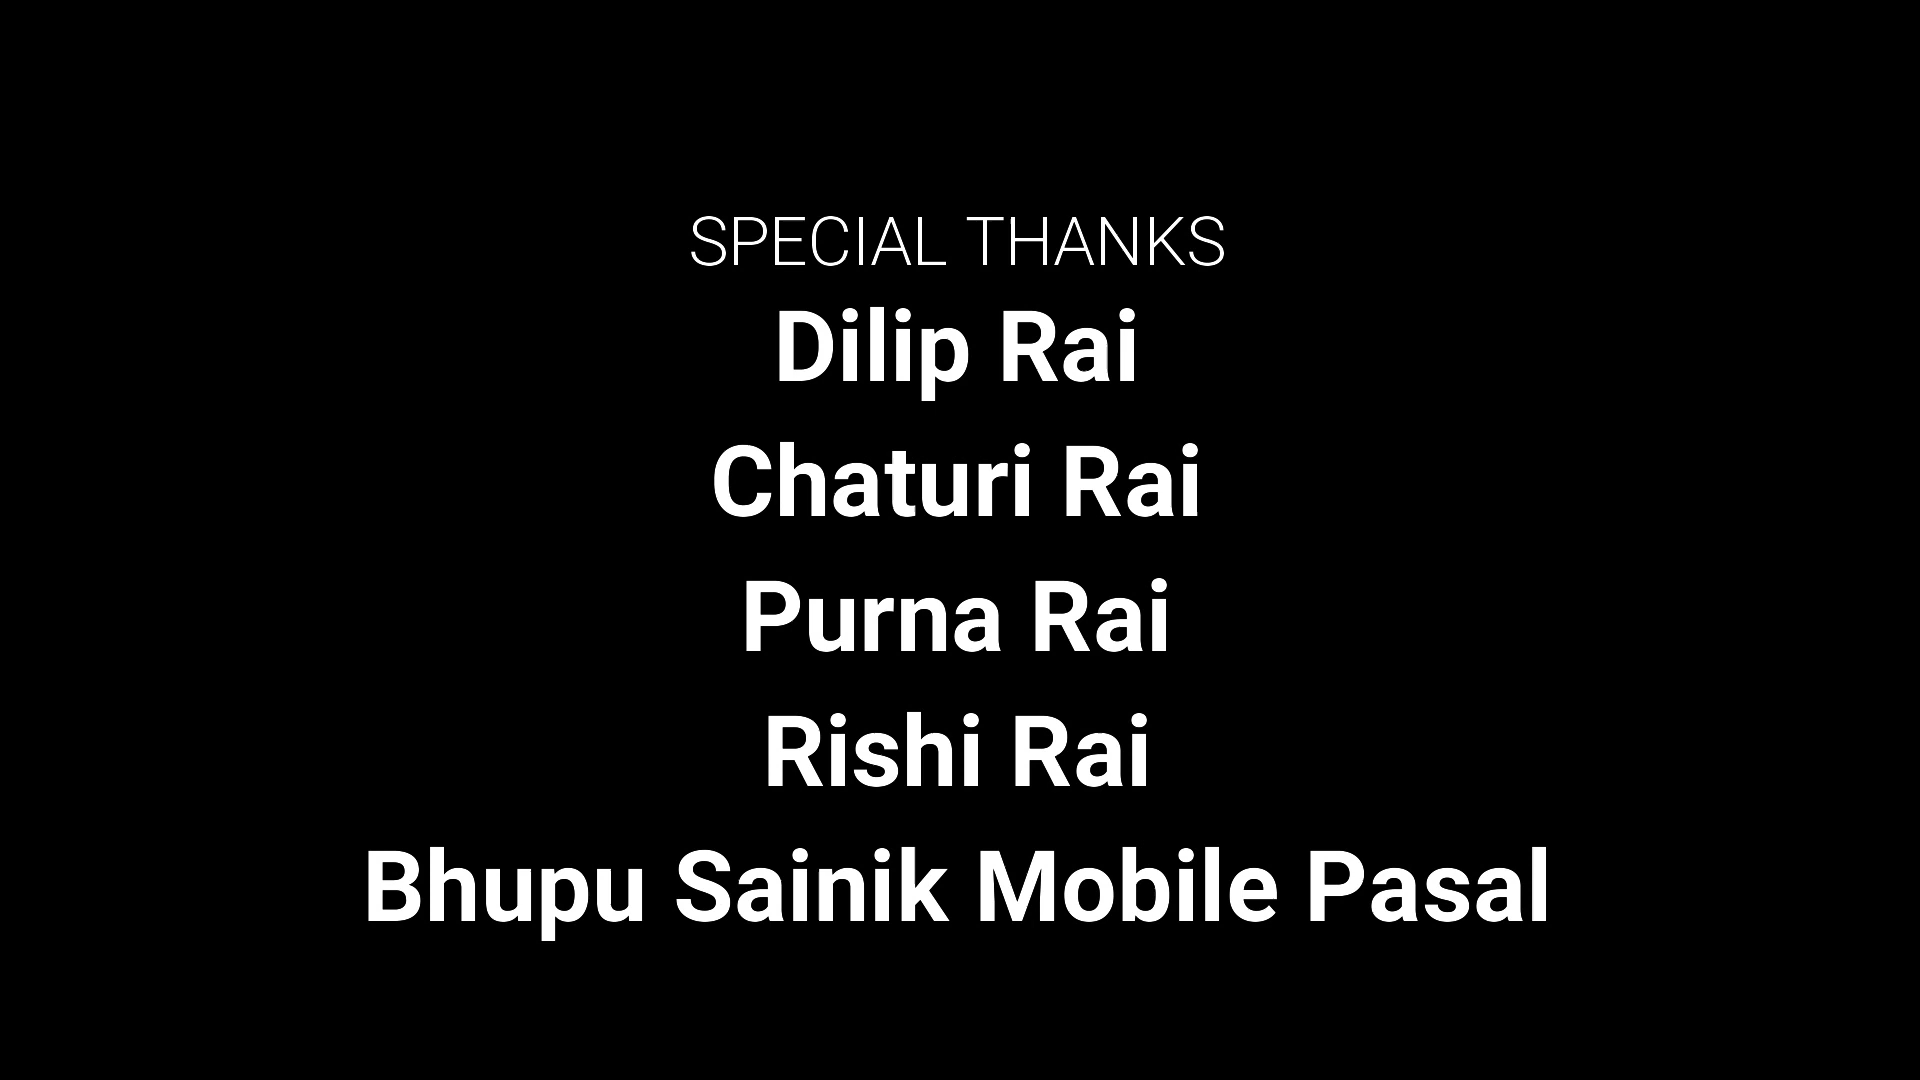 SPECIAL THANKS
Dilip Rai
Chaturi Rai
Purna Rai
Rishi Rai
Bhupu Sainik Mobile Pasal